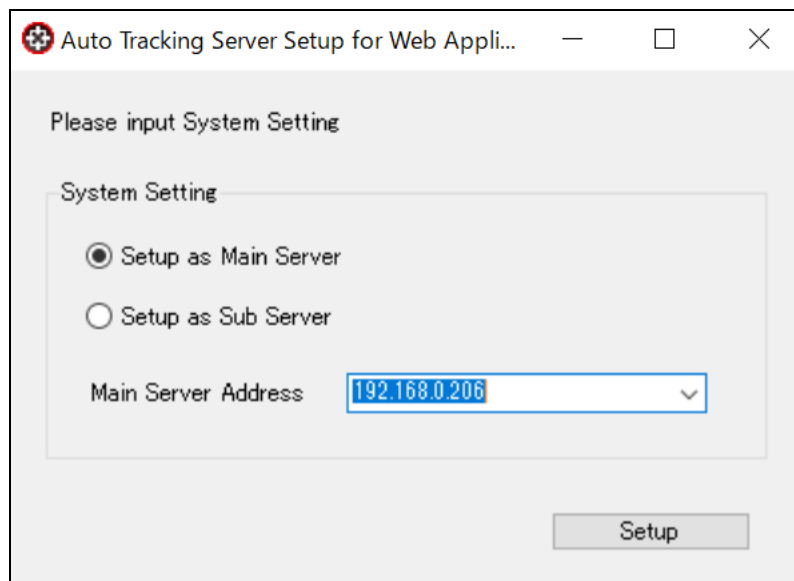 Auto Tracking Server Setup for Web Appli...
Please input System Setting
System Setting
Setup as Main Server
Setup as Sub Server
Main Server Address 192.168.0.206
Setup